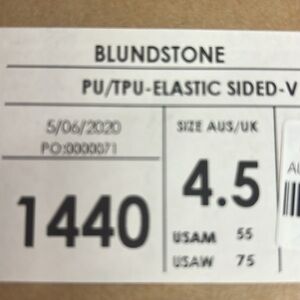 BLUNDSTONE
PU/TPU-ELASTIC SIDED-V
5/06/2020
PO:0000071
1440
SIZE AUS/UK
4.5
USAM 55
USAW 75